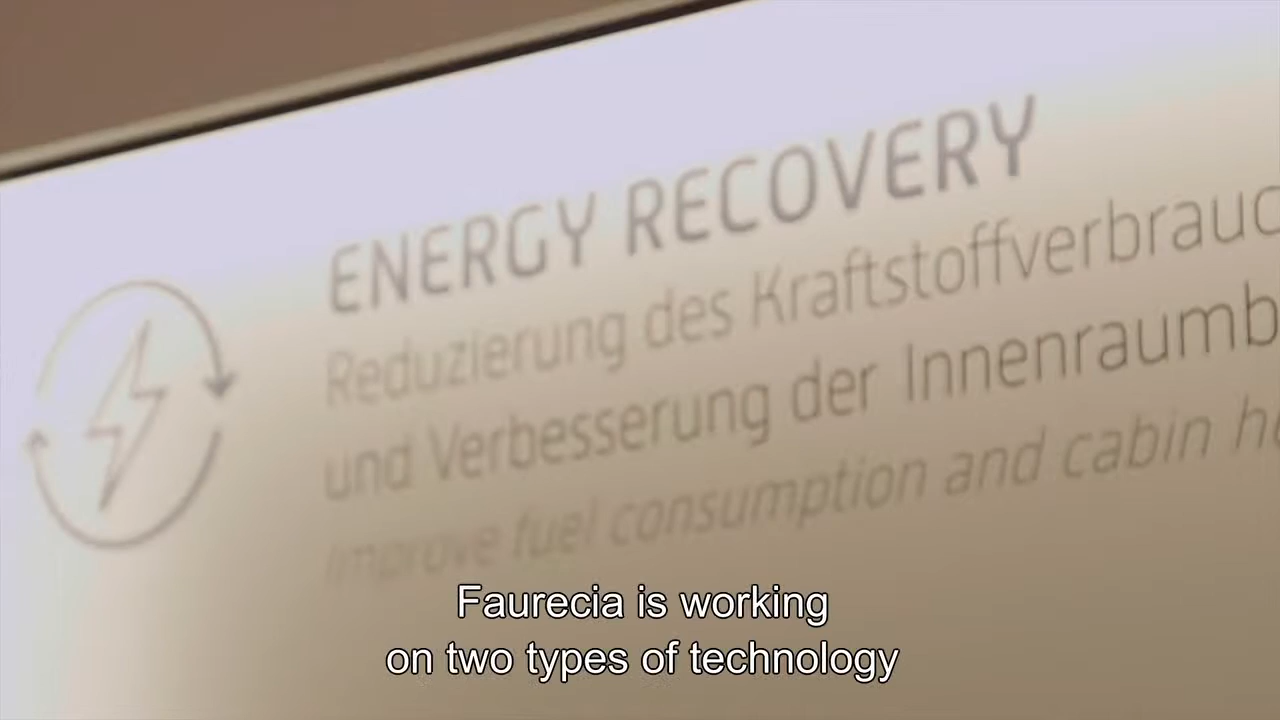 ENERGY RECOVERY
Reduzierung des Kraftstoffverbrauc
und Verbesserung der Innenraumb
Improve fuel consumption and cabin h
Faurecia is working
on two types of technology